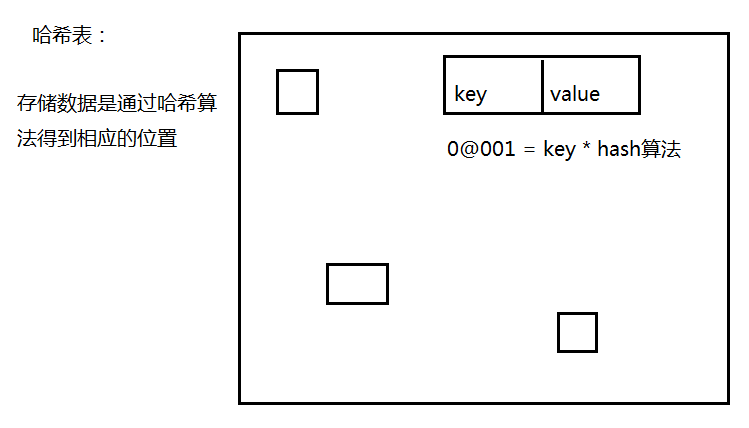 哈希表：
存储数据是通过哈希算
法得到相应的位置
key value
0@001 = key * hash算法